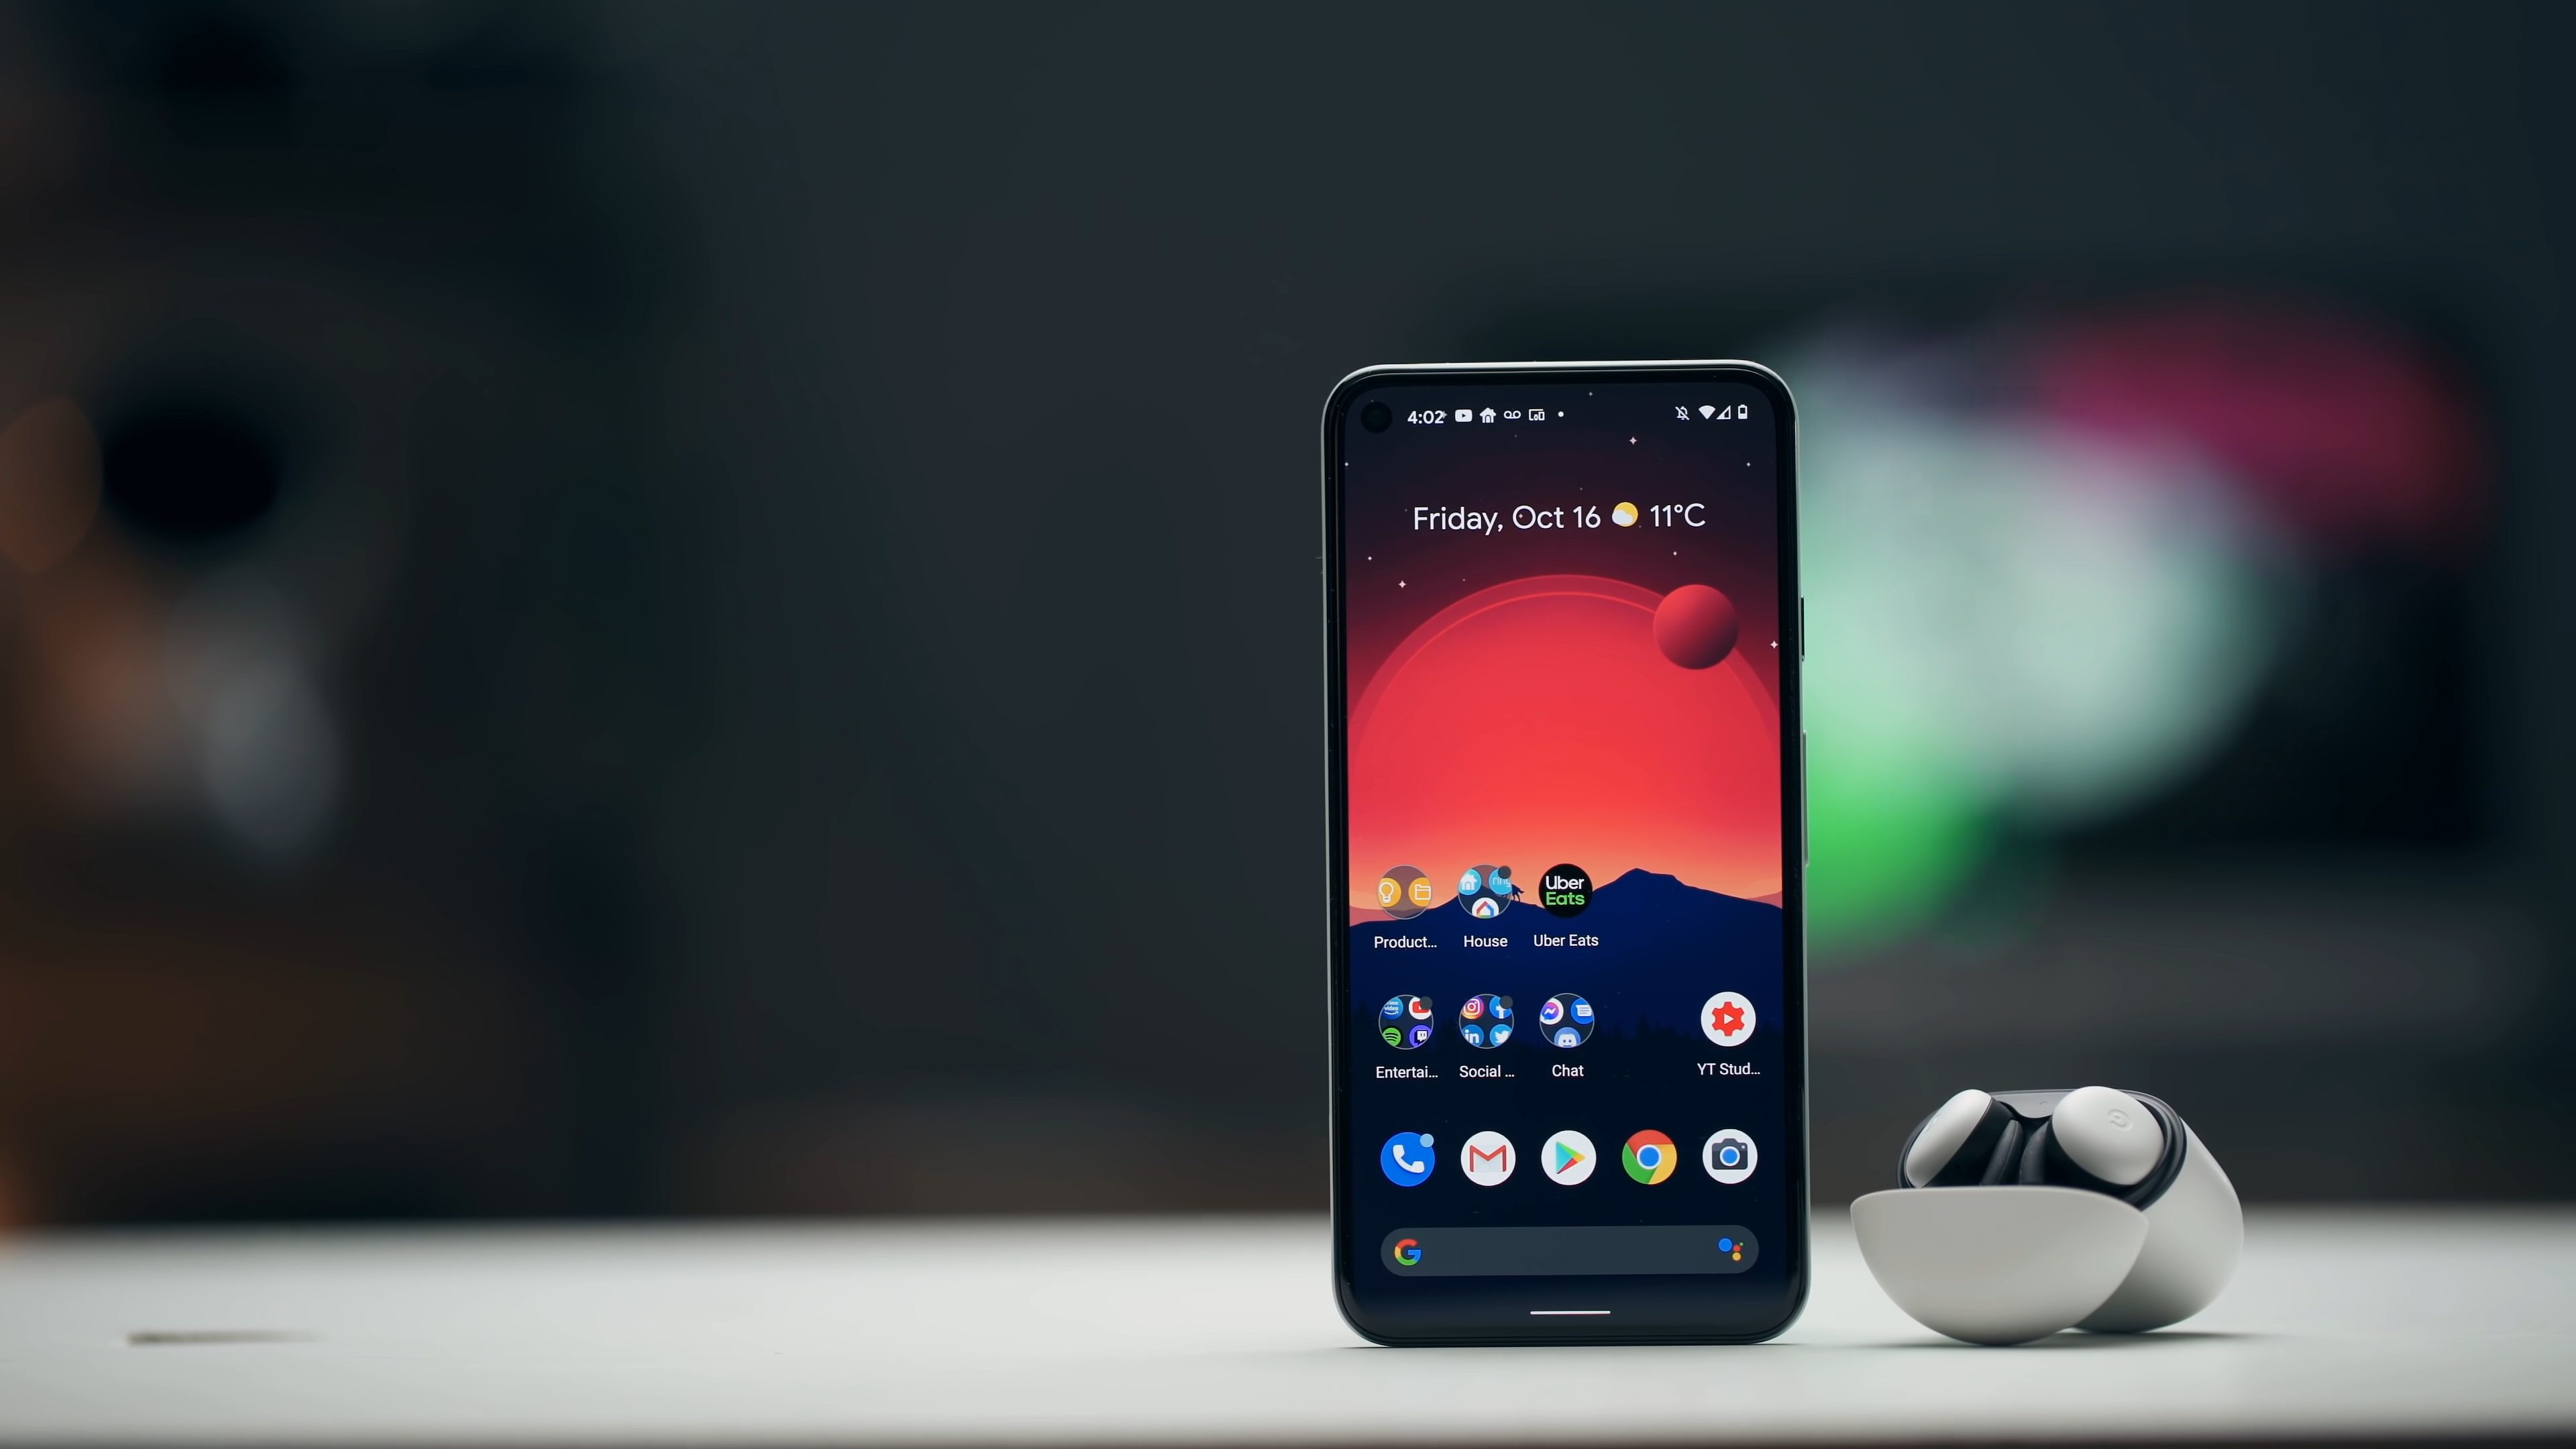 4:02
Friday, Oct 16 11°C
Uber Eats
Product... House Uber Eats
Entertai... Social ... Chat YT Stud...